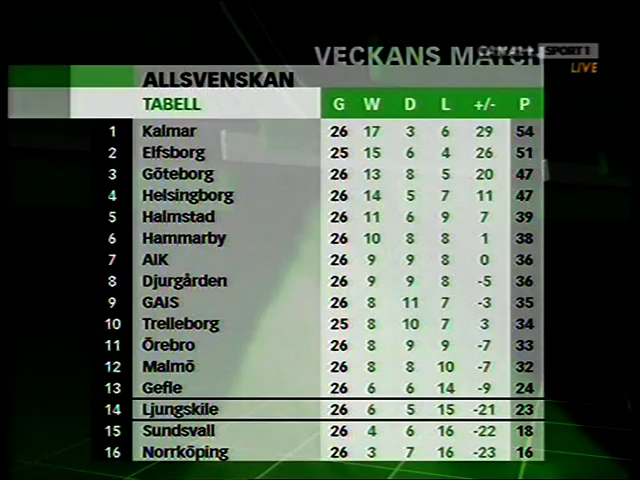 VECKANS MATCH
CANAL+ SPORT 1
LIVE
ALLSVENSKAN
TABELL G W D L +/- P
1 Kalmar 26 17 3 6 29 54
2 Elfsborg 25 15 6 4 26 51
3 Göteborg 26 13 8 5 20 47
4 Helsingborg 26 14 5 7 11 47
5 Halmstad 26 11 6 9 7 39
6 Hammarby 26 10 8 8 1 38
7 AIK 26 9 9 8 0 36
8 Djurgården 26 9 9 8 -5 36
9 GAIS 26 8 11 7 -3 35
10 Trelleborg 25 8 10 7 3 34
11 Örebro 26 8 9 9 -7 33
12 Malmö 26 8 8 10 -7 32
13 Gefle 26 6 6 14 -9 24
14 Ljungskile 26 6 5 15 -21 23
15 Sundsvall 26 4 6 16 -22 18
16 Norrköping 26 3 7 16 -23 16